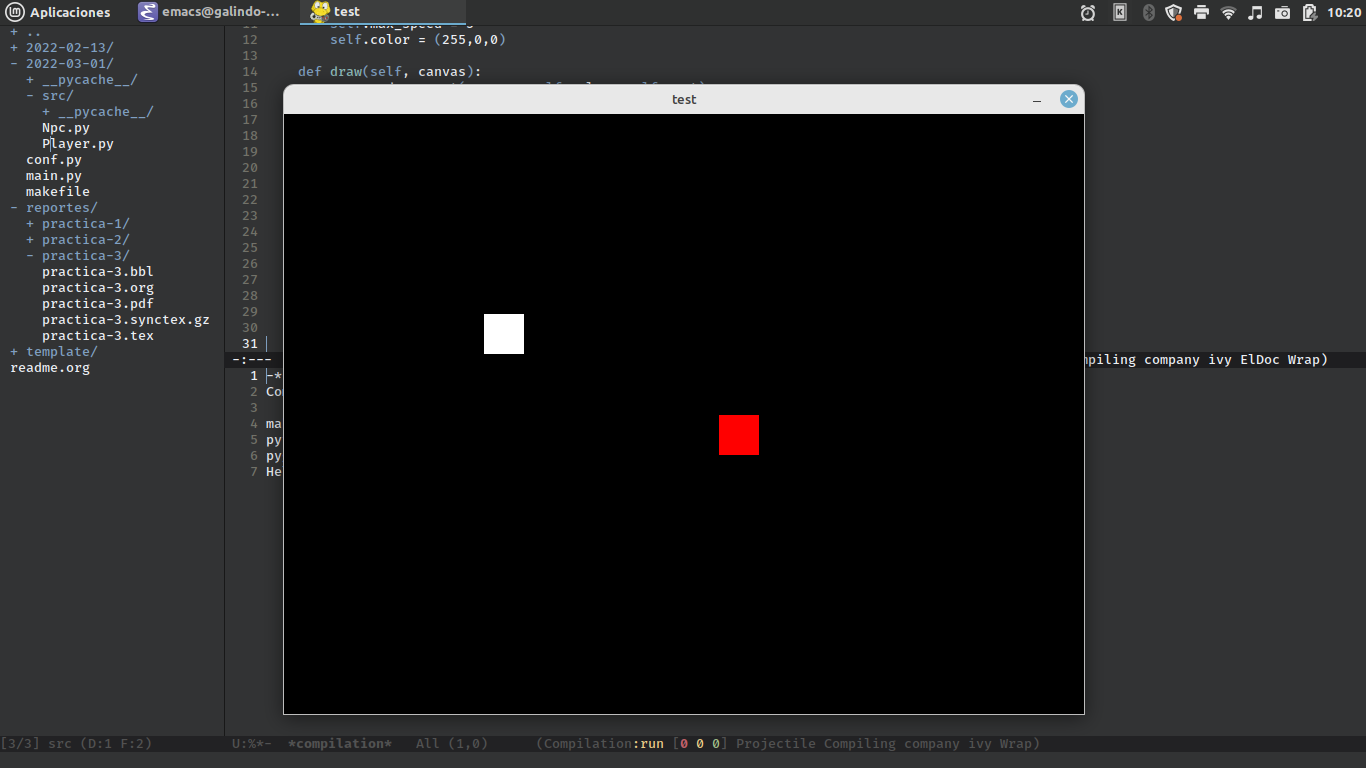 Aplicaciones
emacs@galindo-...
test
10:20
+ ..
+ 2022-02-13/
- 2022-03-01/
+ __pycache__/
- src/
+ __pycache__/
Npc.py
Player.py
conf.py
main.py
makefile
- reportes/
+ practica-1/
+ practica-2/
- practica-3/
practica-3.bbl
practica-3.org
practica-3.pdf
practica-3.synctex.gz
practica-3.tex
+ template/
readme.org
[3/3] src (D:1 F:2)
12 self.color = (255,0,0)
13
14 def draw(self, canvas):
15
16
17
18
19
20
21
22
23
24
25
26
27
28
29
30
31
-:---
piling company ivy ElDoc Wrap)
1 -*
2 Co
3
4 ma
5 py
6 py
7 He
test
U:%*- *compilation* All (1,0) (Compilation:run [0 0 0] Projectile Compiling company ivy Wrap)